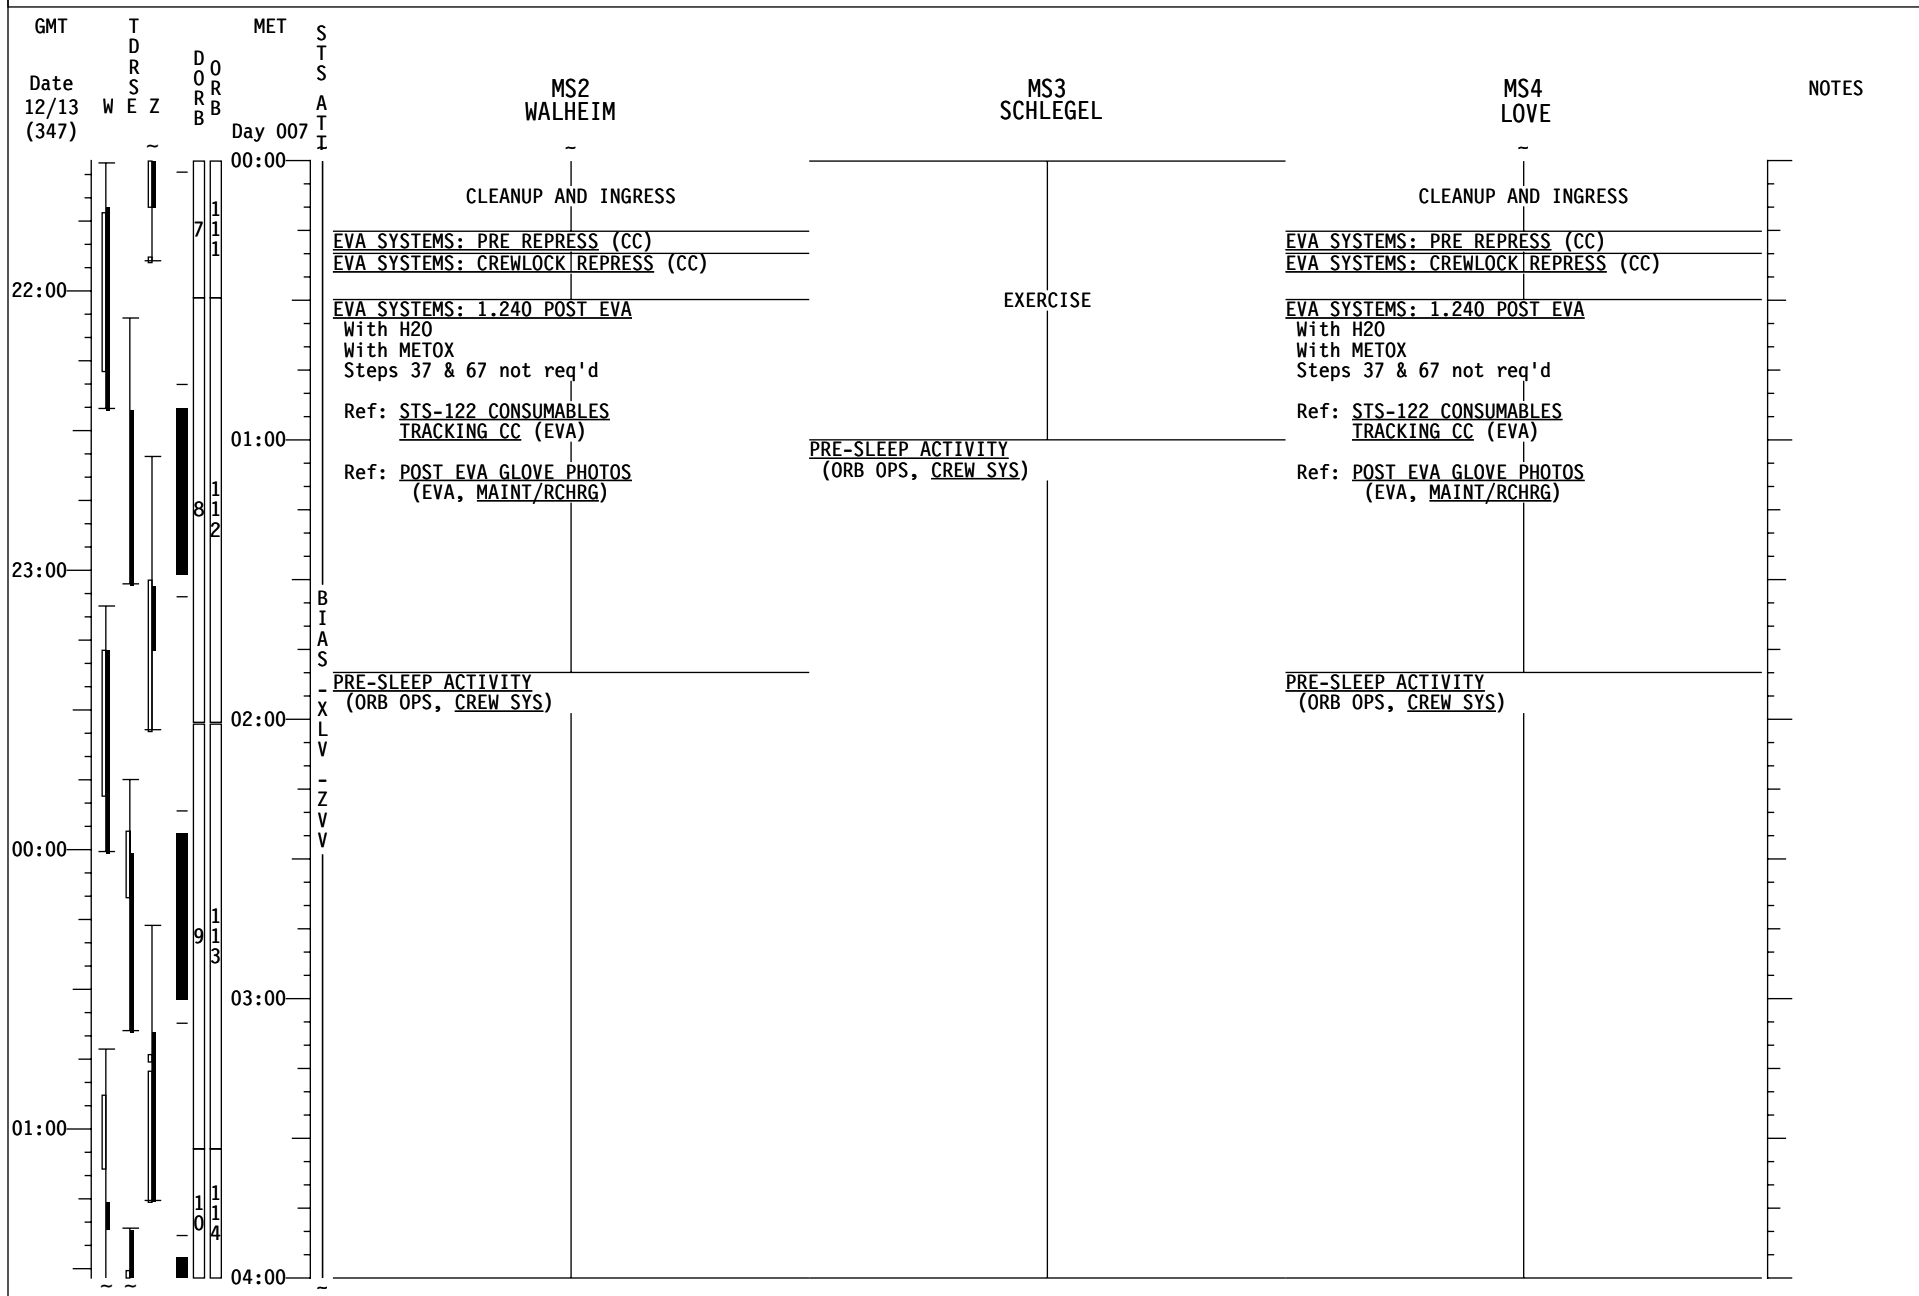 GMT
TDRS
MET
STS ATT
DORB
ORB
Date
12/13
(347)
W E Z
Day 007
MS2
WALHEIM
MS3
SCHLEGEL
MS4
LOVE
NOTES
~
~
~
00:00
CLEANUP AND INGRESS
CLEANUP AND INGRESS
7
111
EVA SYSTEMS: PRE REPRESS (CC)
EVA SYSTEMS: PRE REPRESS (CC)
EVA SYSTEMS: CREWLOCK REPRESS (CC)
EVA SYSTEMS: CREWLOCK REPRESS (CC)
22:00
EXERCISE
EVA SYSTEMS: 1.240 POST EVA
With H2O
With METOX
Steps 37 & 67 not req'd
Ref: STS-122 CONSUMABLES
TRACKING CC (EVA)
Ref: POST EVA GLOVE PHOTOS
(EVA, MAINT/RCHRG)
EVA SYSTEMS: 1.240 POST EVA
With H2O
With METOX
Steps 37 & 67 not req'd
Ref: STS-122 CONSUMABLES
TRACKING CC (EVA)
Ref: POST EVA GLOVE PHOTOS
(EVA, MAINT/RCHRG)
01:00
PRE-SLEEP ACTIVITY
(ORB OPS, CREW SYS)
8
112
23:00
BIAS -XLV -ZVV
PRE-SLEEP ACTIVITY
(ORB OPS, CREW SYS)
PRE-SLEEP ACTIVITY
(ORB OPS, CREW SYS)
02:00
00:00
9
113
03:00
01:00
10
114
04:00
~ ~
~